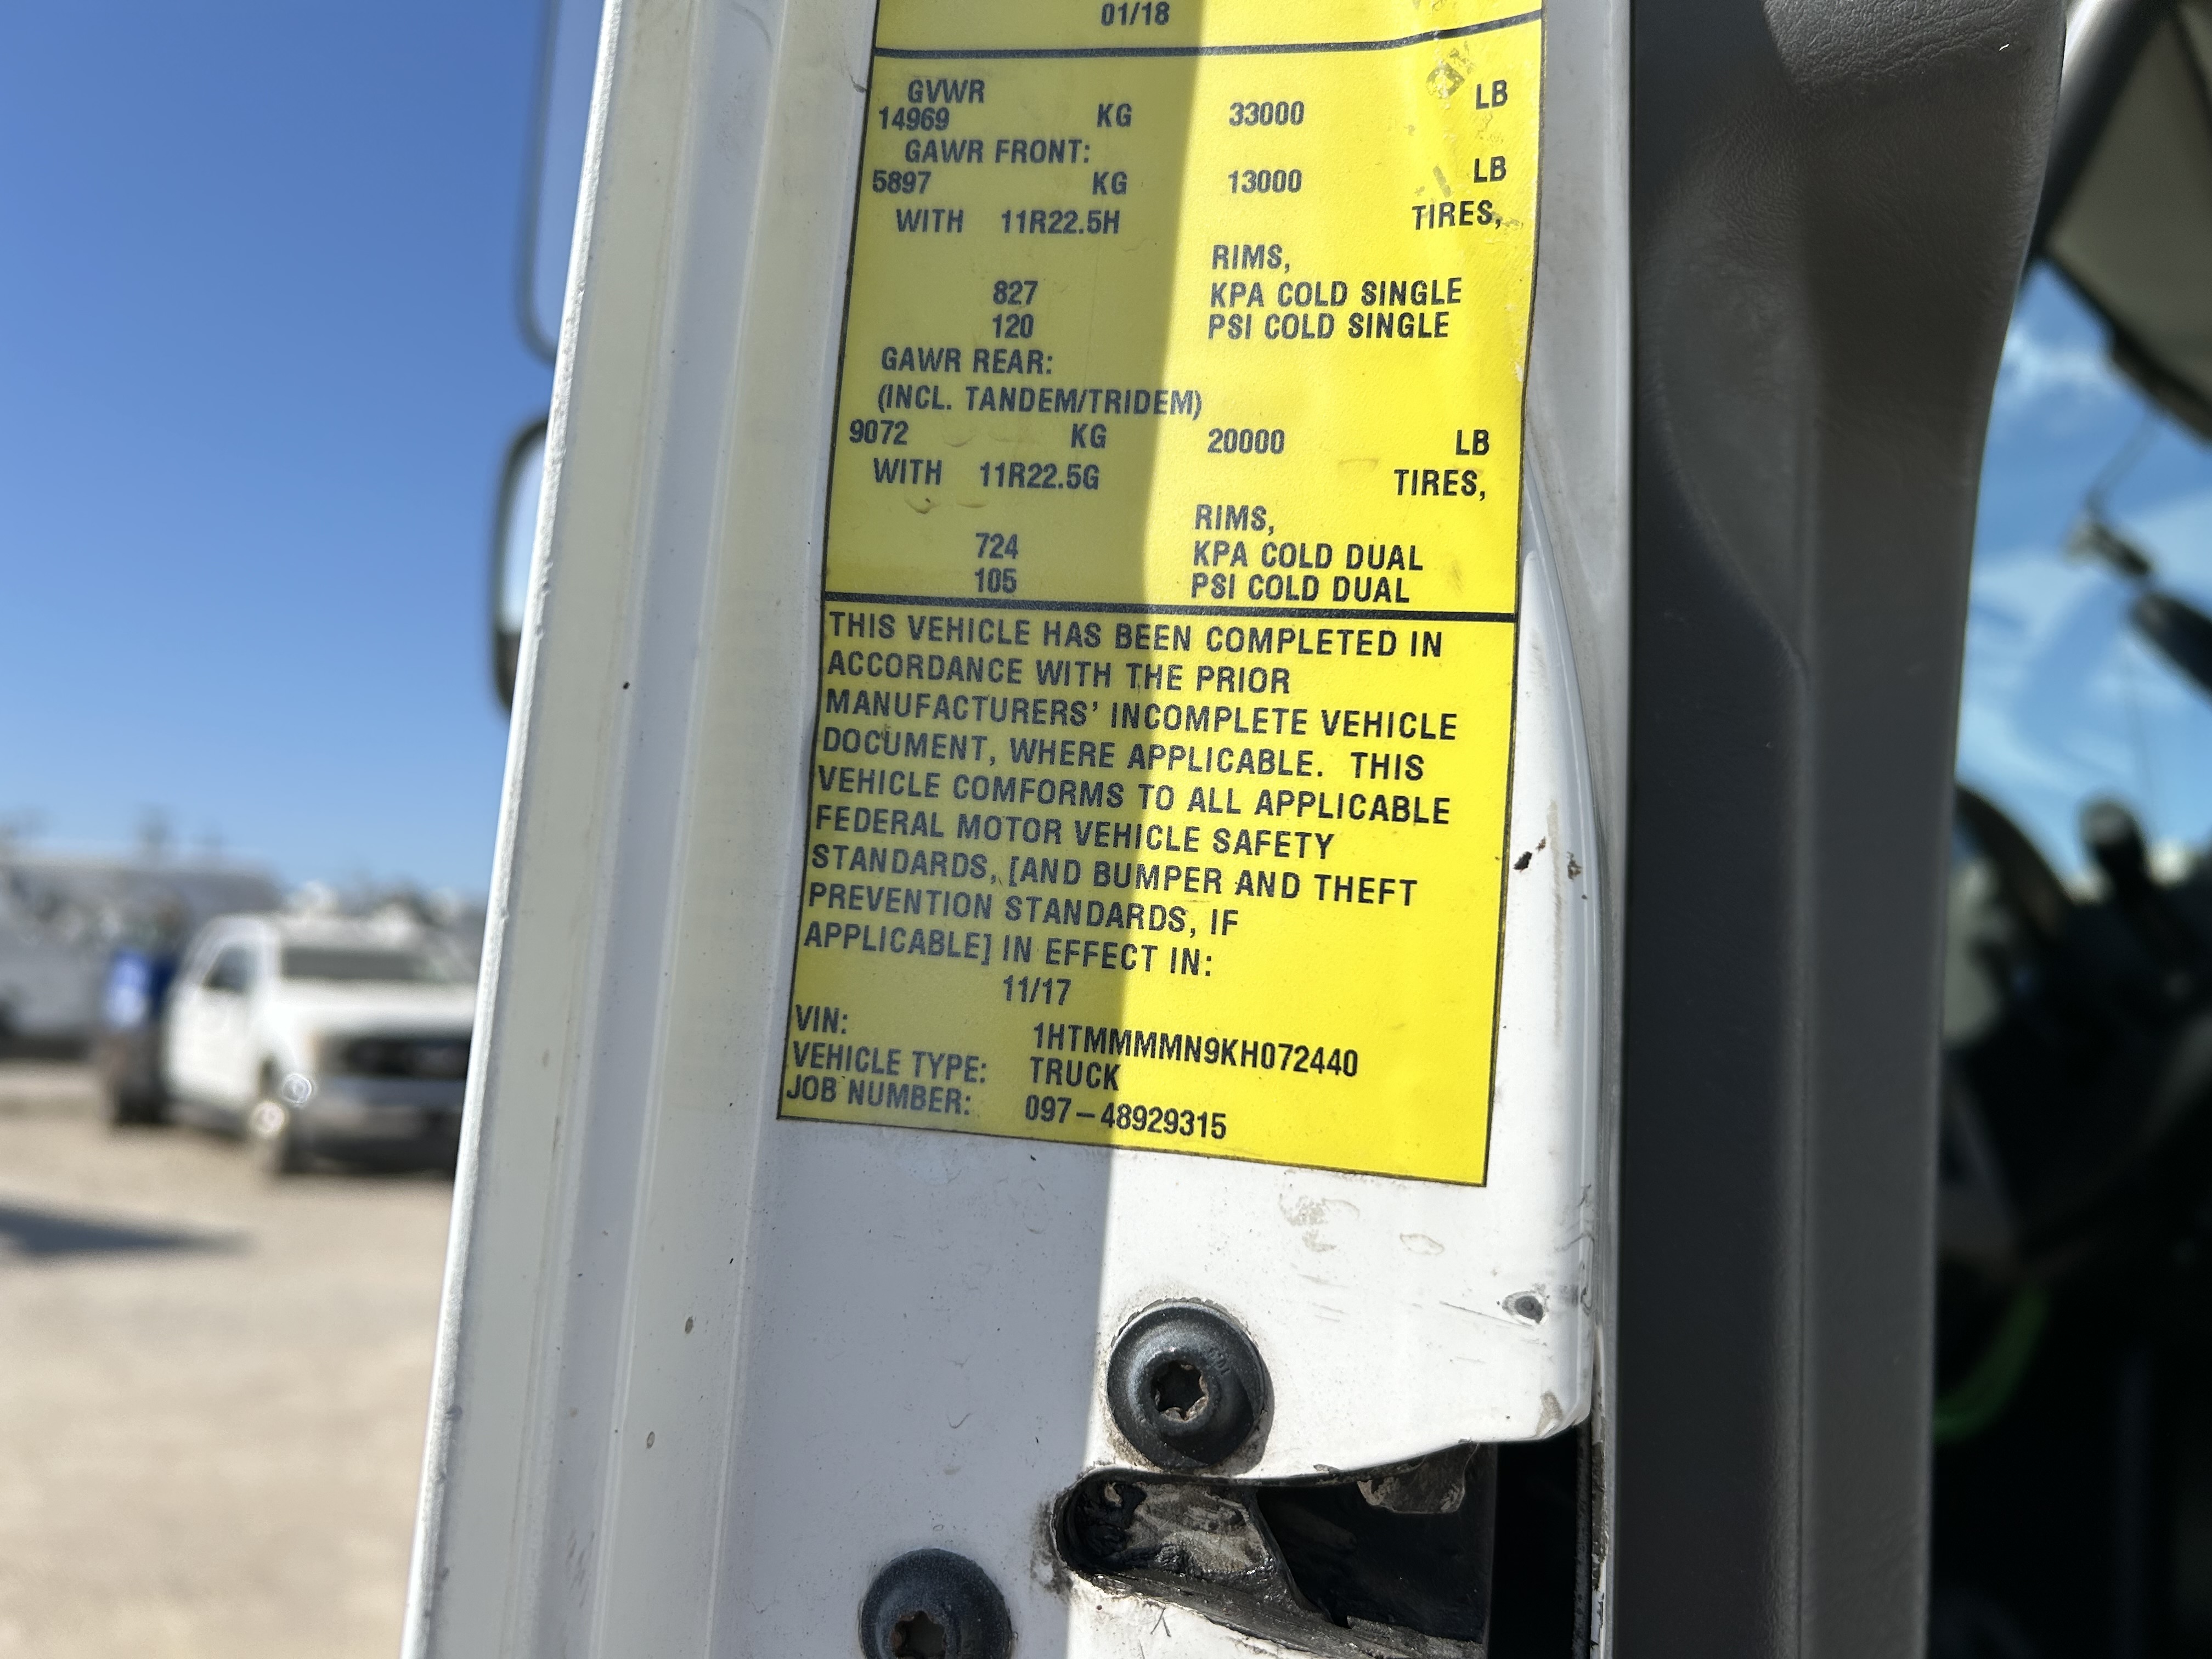 01/18
GVWR LB
14969 KG 33000
GAWR FRONT: LB
5897 KG 13000
WITH 11R22.5H TIRES,
RIMS,
827 KPA COLD SINGLE
120 PSI COLD SINGLE
GAWR REAR:
(INCL. TANDEM/TRIDEM)
9072 KG 20000 LB
WITH 11R22.5G TIRES,
RIMS,
724 KPA COLD DUAL
105 PSI COLD DUAL
THIS VEHICLE HAS BEEN COMPLETED IN
ACCORDANCE WITH THE PRIOR
MANUFACTURERS' INCOMPLETE VEHICLE
DOCUMENT, WHERE APPLICABLE. THIS
VEHICLE COMFORMS TO ALL APPLICABLE
FEDERAL MOTOR VEHICLE SAFETY
STANDARDS, [AND BUMPER AND THEFT
PREVENTION STANDARDS, IF
APPLICABLE] IN EFFECT IN:
11/17
VIN: 1HTMMMMN9KH072440
VEHICLE TYPE: TRUCK
JOB NUMBER: 097-48929315